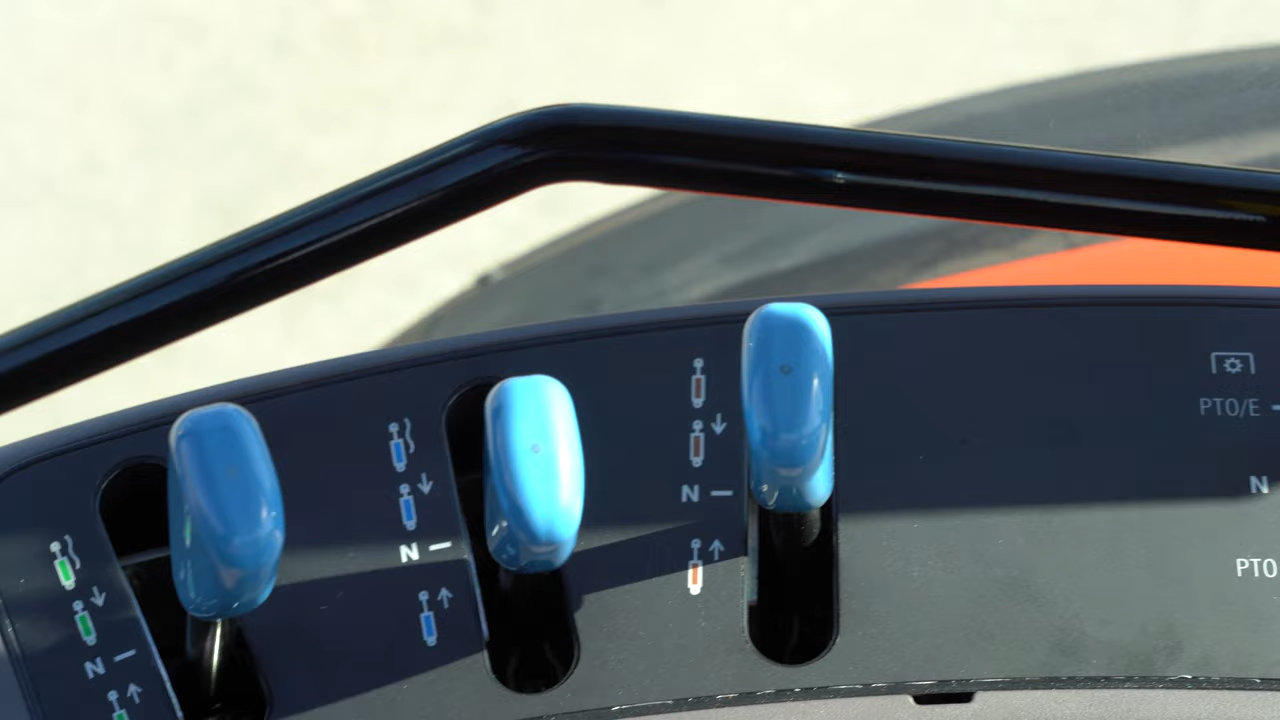 N –
N –
N –
PTO/E –
N
PTO